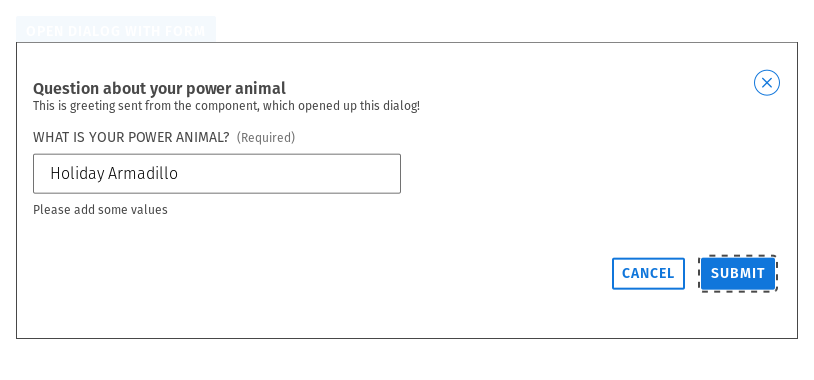 OPEN DIALOG WITH FORM
Question about your power animal
This is greeting sent from the component, which opened up this dialog!
WHAT IS YOUR POWER ANIMAL? (Required)
Holiday Armadillo
Please add some values
CANCEL SUBMIT